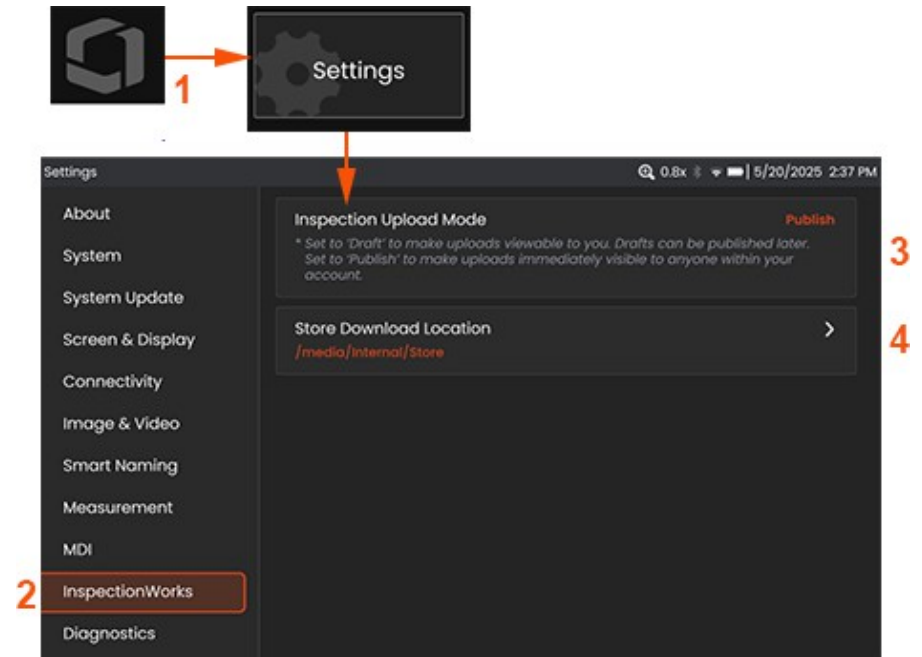 1
Settings
Settings
0.8x 5/20/2025 2:37 PM
About
System
System Update
Screen & Display
Connectivity
Image & Video
Smart Naming
Measurement
MDI
2
InspectionWorks
Diagnostics
Inspection Upload Mode
Publish
3
* Set to 'Draft' to make uploads viewable to you. Drafts can be published later.
Set to 'Publish' to make uploads immediately visible to anyone within your
account.
Store Download Location
4
/media/Internal/Store